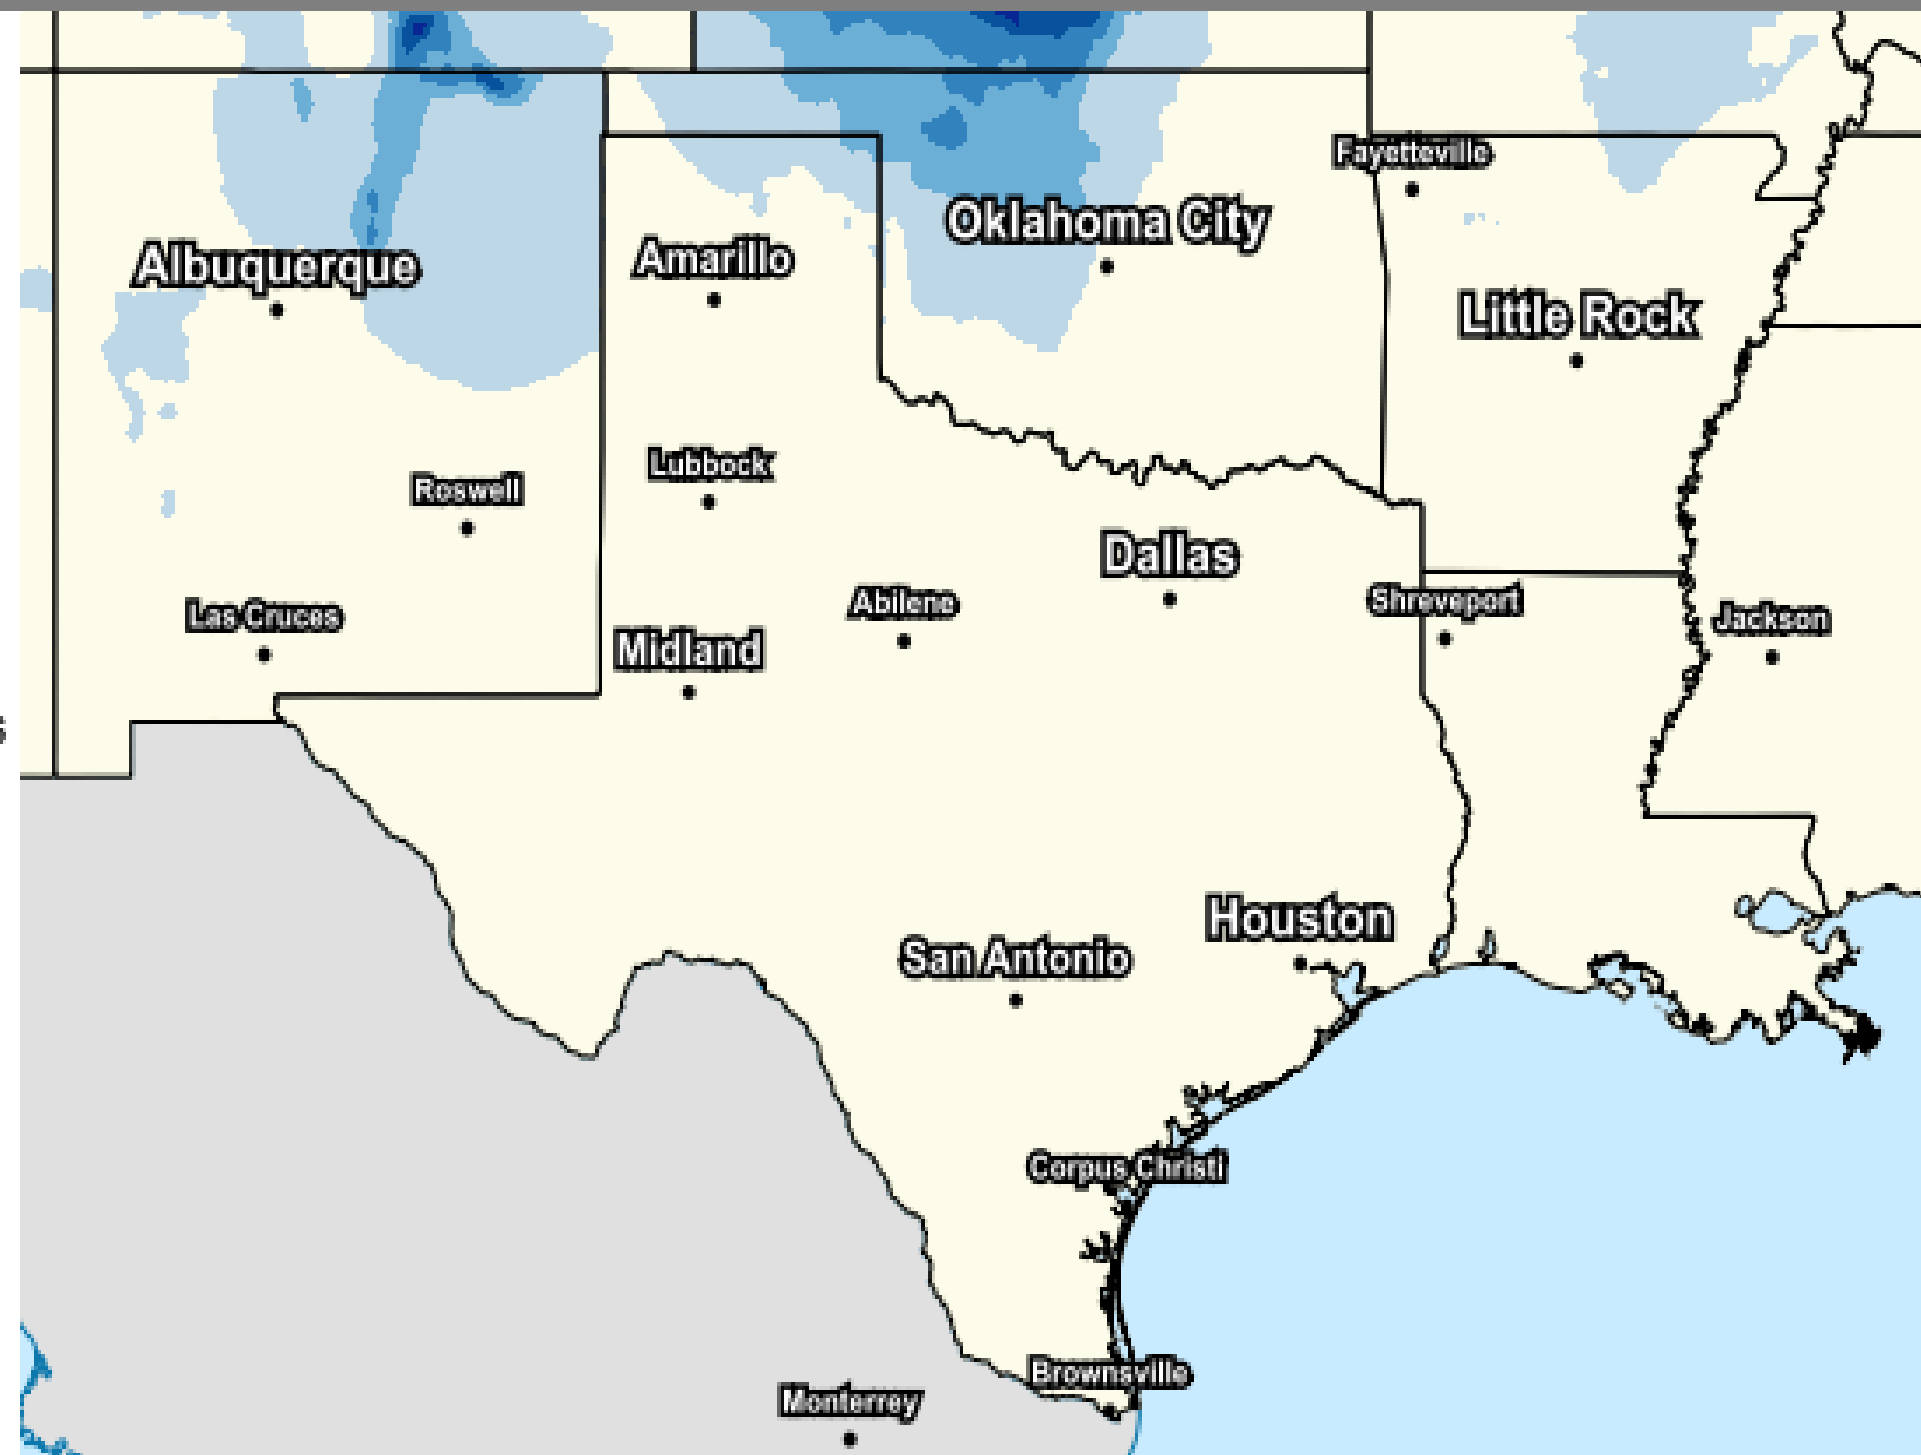 Fayetteville
Oklahoma City
Albuquerque
Amarillo
Little Rock
Lubbock
Roswell
Dallas
Abilene
Shreveport
Las Cruces
Jackson
Midland
Houston
San Antonio
Corpus Christi
Brownsville
Monterrey